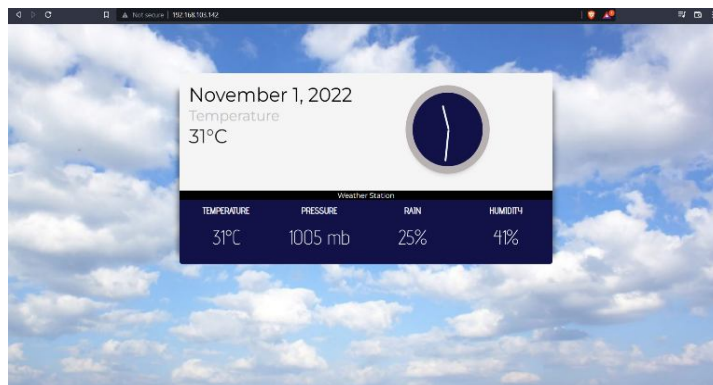 Not secure | 192.168.103.142
November 1, 2022
Temperature
31°C
Weather Station
TEMPERATURE PRESSURE RAIN HUMIDITY
31°C 1005 mb 25% 41%